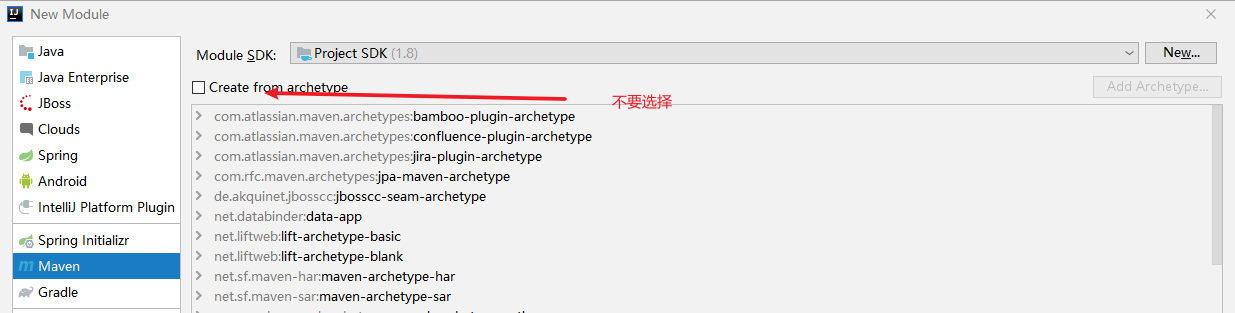 New Module
Java
Java Enterprise
JBoss
Clouds
Spring
Android
IntelliJ Platform Plugin
Spring Initializr
Maven
Gradle
Module SDK: Project SDK (1.8) New...
Create from archetype Add Archetype...
不要选择
com.atlassian.maven.archetypes:bamboo-plugin-archetype
com.atlassian.maven.archetypes:confluence-plugin-archetype
com.atlassian.maven.archetypes:jira-plugin-archetype
com.rfc.maven.archetypes:jpa-maven-archetype
de.akquinet.jbosscc:jbosscc-seam-archetype
net.databinder:data-app
net.liftweb:lift-archetype-basic
net.liftweb:lift-archetype-blank
net.sf.maven-har:maven-archetype-har
net.sf.maven-sar:maven-archetype-sar